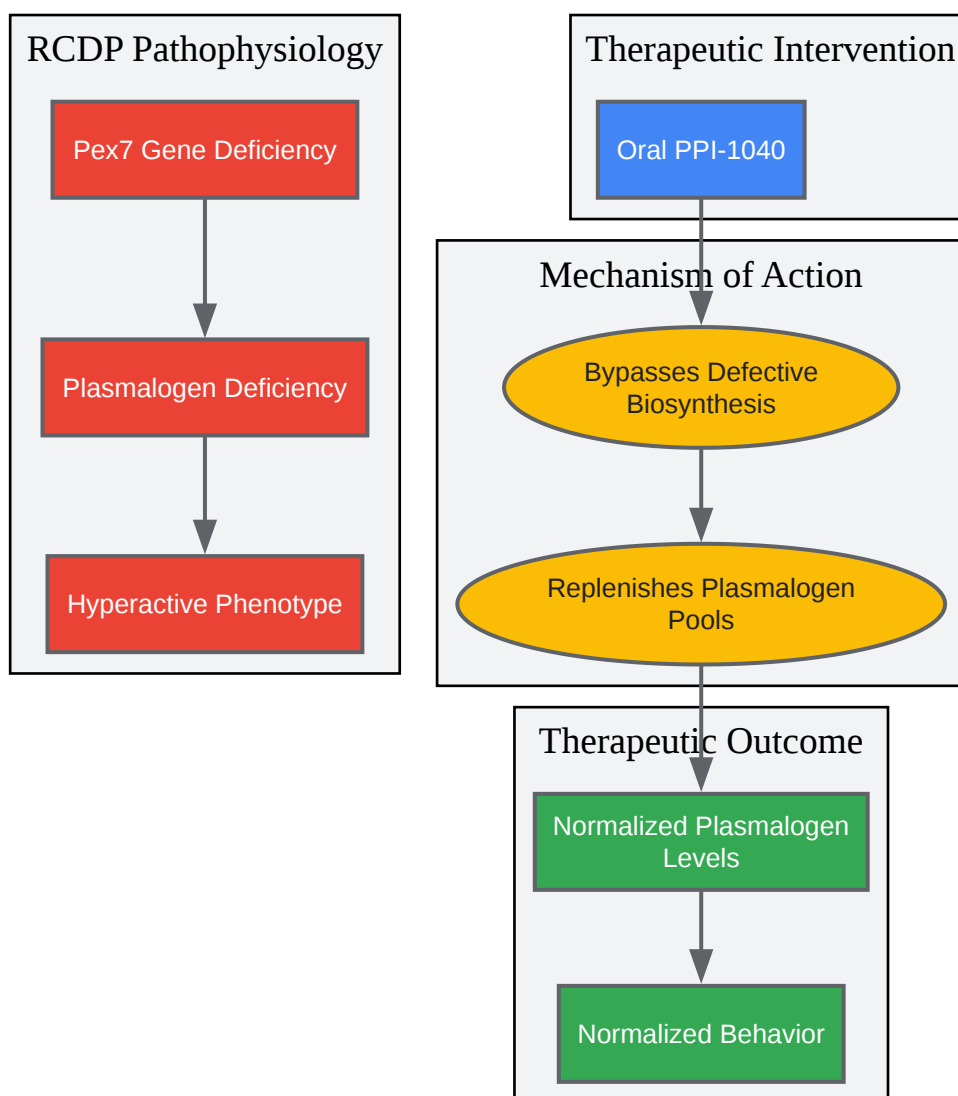 RCDP Pathophysiology
Pex7 Gene Deficiency
Plasmalogen Deficiency
Hyperactive Phenotype
Therapeutic Intervention
Oral PPI-1040
Mechanism of Action
Bypasses Defective
Biosynthesis
Replenishes Plasmalogen
Pools
Therapeutic Outcome
Normalized Plasmalogen
Levels
Normalized Behavior